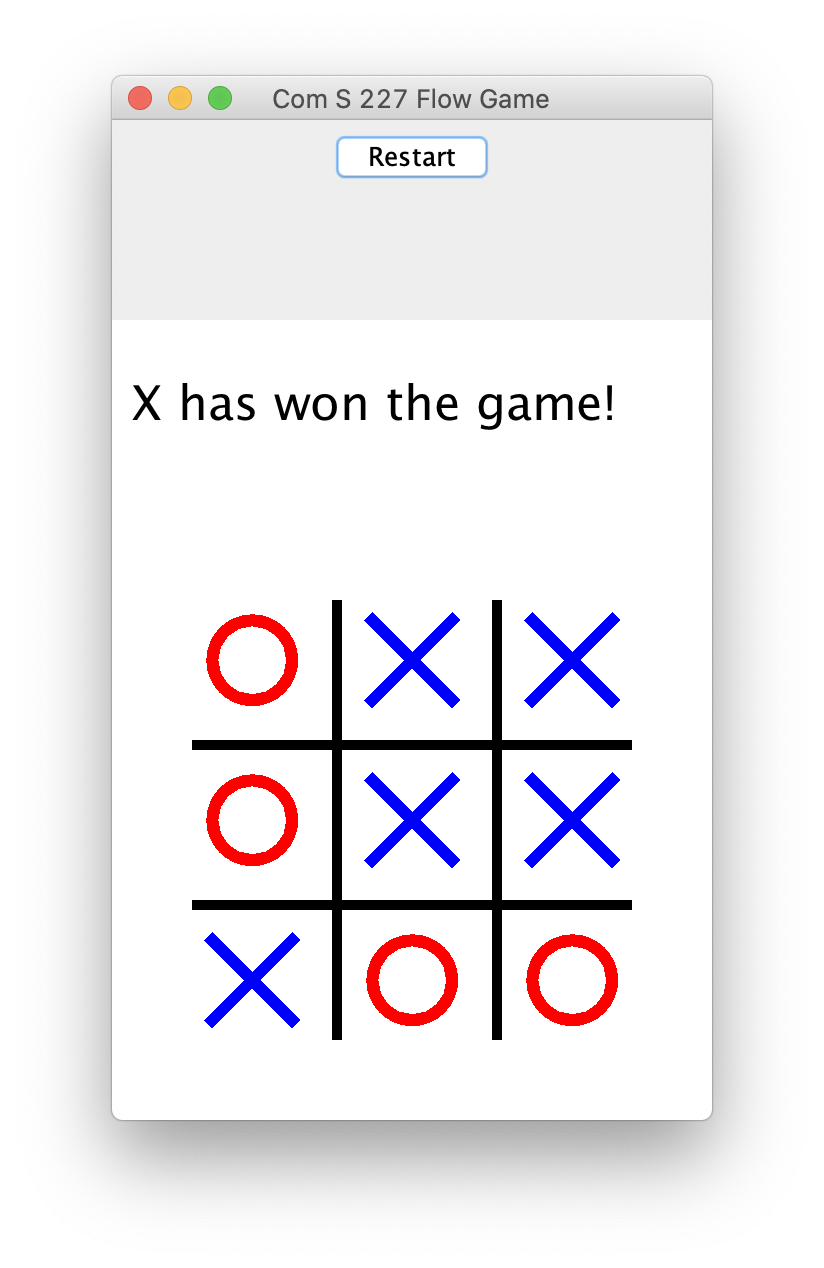 Com S 227 Flow Game
Restart
X has won the game!
O X X
O X X
X O O